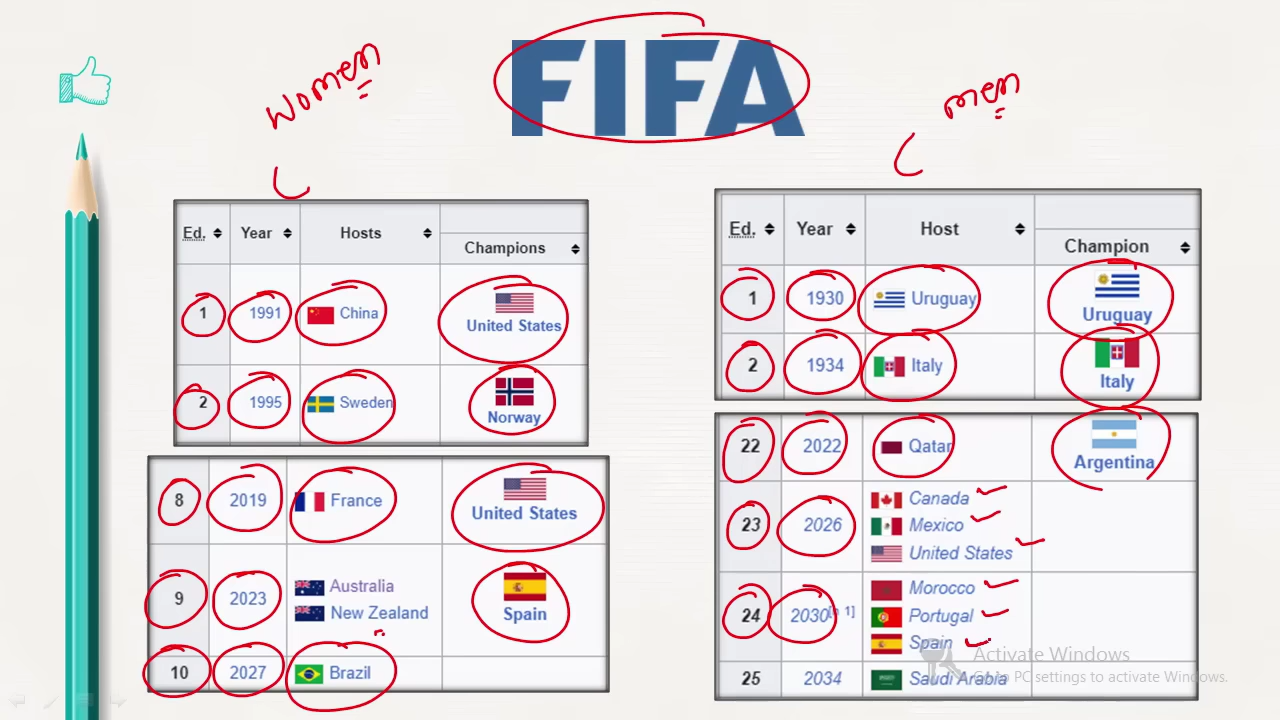 FIFA
women
men
Ed. Year Hosts Champions
1 1991 China United States
2 1995 Sweden Norway
8 2019 France United States
9 2023 Australia New Zealand Spain
10 2027 Brazil
Ed. Year Host Champion
1 1930 Uruguay Uruguay
2 1934 Italy Italy
22 2022 Qatar Argentina
23 2026 Canada Mexico United States
24 2030[n 1] Morocco Portugal Spain
25 2034 Saudi Arabia
Activate Windows
Go to PC settings to activate Windows.